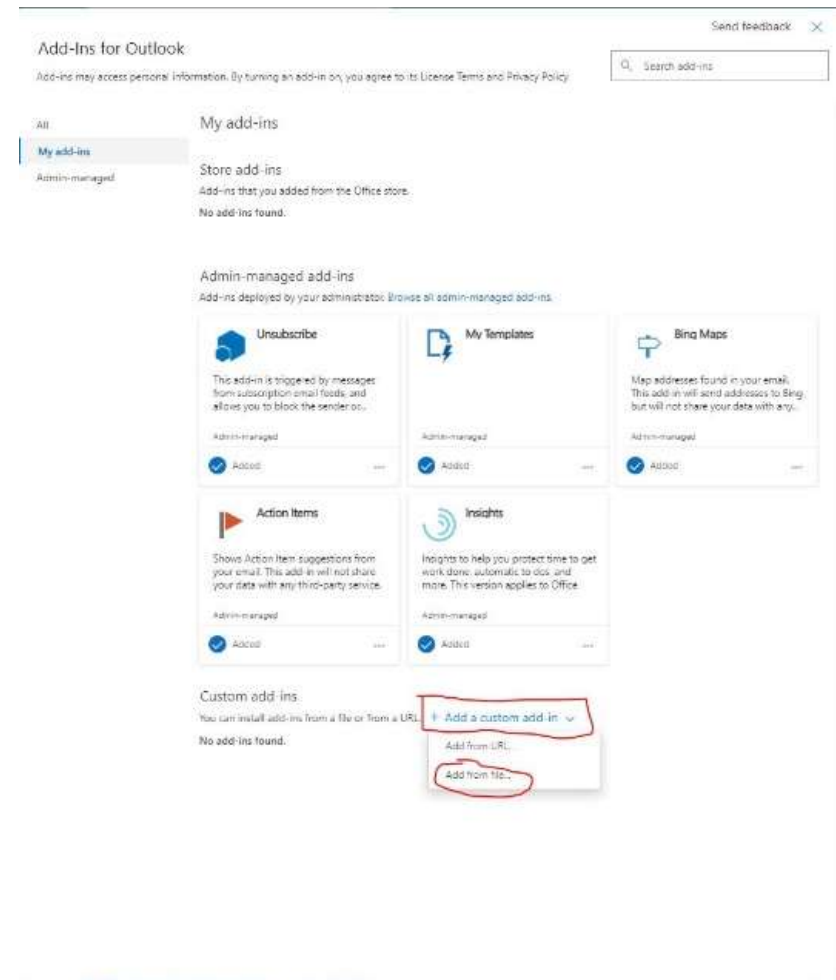 Send feedback
Add-Ins for Outlook
Search add-ins
Add-ins may access personal information. By turning an add-in on, you agree to its License Terms and Privacy Policy
All
My add-ins
Admin-managed
My add-ins
Store add-ins
Add-ins that you added from the Office store.
No add-ins found.
Admin-managed add-ins
Add-ins deployed by your administrator. Browse all admin-managed add-ins.
Unsubscribe
This add-in is triggered by messages
from subscription email feeds, and
allows you to block the sender or...
Admin-managed
Added
My Templates
Admin-managed
Added
Bing Maps
Map addresses found in your email.
This add-in will send addresses to Bing
but will not share your data with any...
Admin-managed
Added
Action Items
Shows Action Item suggestions from
your email. This add-in will not share
your data with any third-party service.
Admin-managed
Added
Insights
Insights to help you protect time to get
work done, automatic to dos, and
more. This version applies to Office
Admin-managed
Added
Custom add-ins
You can install add-ins from a file or from a URL. + Add a custom add-in
No add-ins found.
Add from URL...
Add from file...